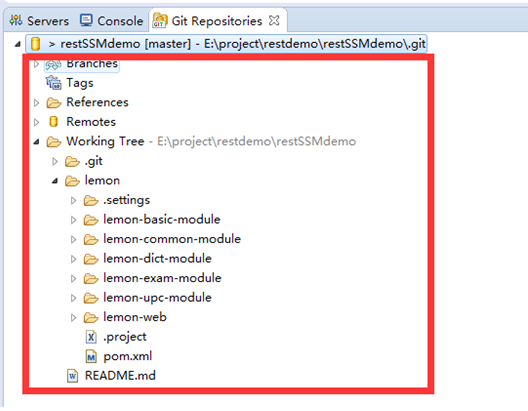 Servers Console Git Repositories
> restSSMdemo [master] - E:\project\restdemo\restSSMdemo\.git
Branches
Tags
References
Remotes
Working Tree - E:\project\restdemo\restSSMdemo
.git
lemon
.settings
lemon-basic-module
lemon-common-module
lemon-dict-module
lemon-exam-module
lemon-upc-module
lemon-web
.project
pom.xml
README.md